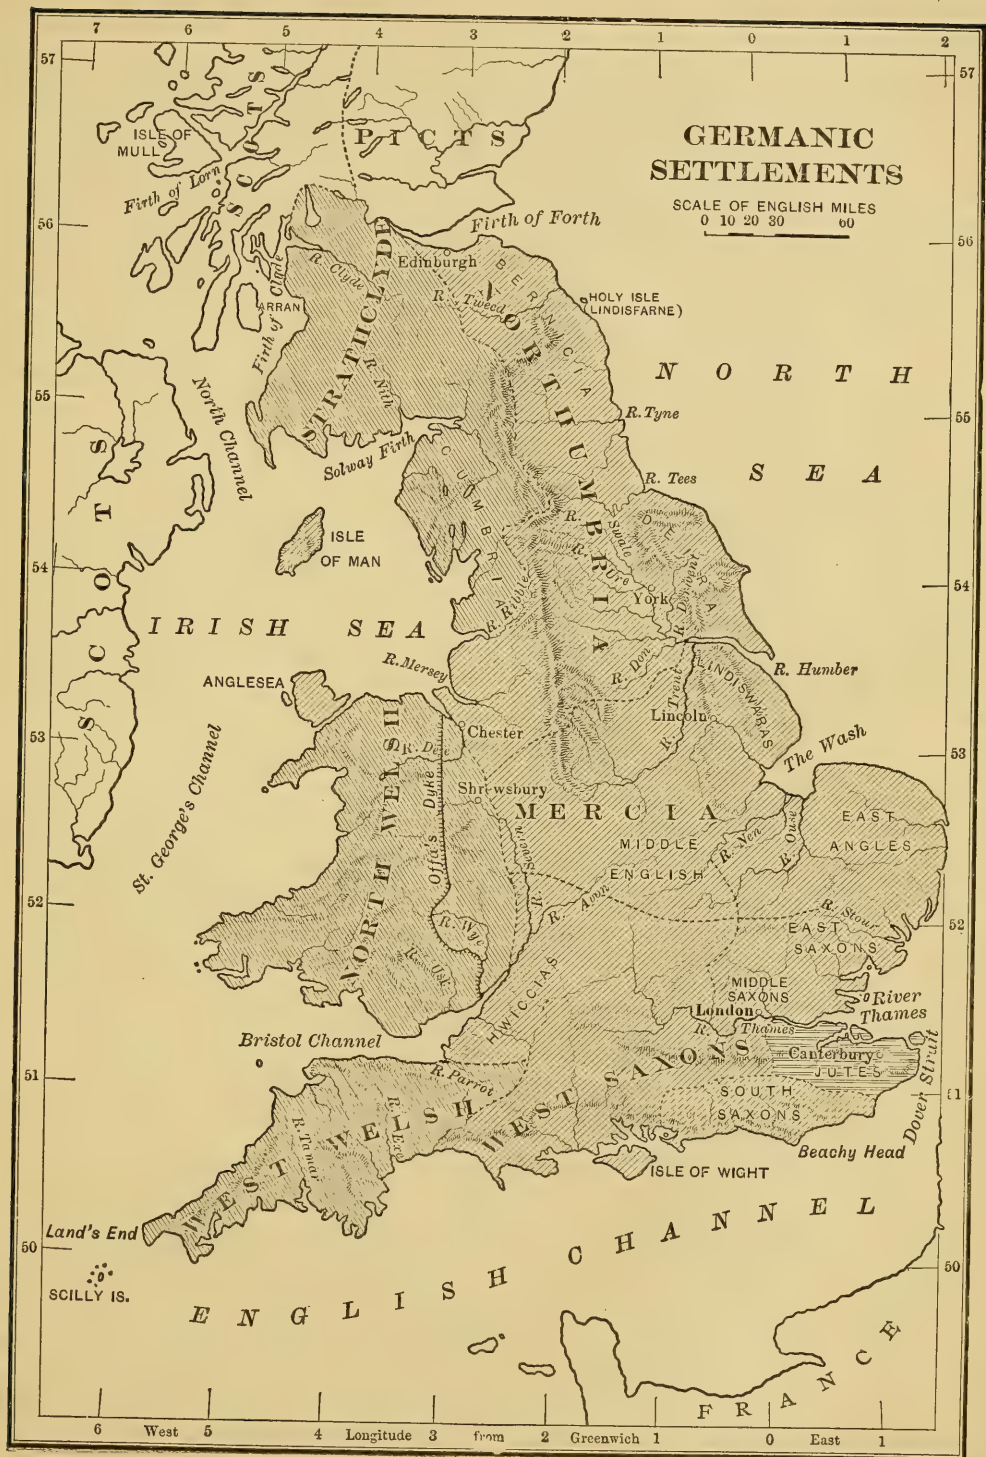 7 6 5 4 3 2 1 0 1 2
57
57
GERMANIC
SETTLEMENTS
SCALE OF ENGLISH MILES
0 10 20 30 60
SCOTS
PICTS
ISLE OF
MULL
Firth of Lorn
56
56
Firth of Forth
Edinburgh
R. Clyde
Firth of Clyde
ARRAN
STRATHCLYDE
R. Nith
R. Tweed
BERNICIA
NORTHUMBRIA
HOLY ISLE
(LINDISFARNE)
NORTH
SEA
55
55
North Channel
Solway Firth
R. Tyne
R. Tees
CUMBRIA
SCOTS
ISLE
OF MAN
54
54
R. Swale
R. Ure
DEIRA
York
R. Derwent
IRISH SEA
R. Ribble
R. Mersey
R. Don
R. Trent
R. Humber
LINDISWARAS
Lincoln
ANGLESEA
53
53
The Wash
St. George's Channel
NORTH WELSH
R. Dee
Chester
Offa's Dyke
Shrewsbury
MERCIA
MIDDLE
ENGLISH
R. Severn
R. Nen
R. Ouse
EAST
ANGLES
52
52
R. Avon
R. Stour
R. Wye
R. Usk
EAST
SAXONS
HWICCIAS
MIDDLE
SAXONS
London
R. Thames
River
Thames
Bristol Channel
51
51
Canterbury
JUTES
Dover Strait
R. Parrot
WEST SAXONS
SOUTH
SAXONS
WEST WELSH
R. Exe
R. Tamar
Beachy Head
ISLE OF WIGHT
Land's End
50
50
SCILLY IS.
ENGLISH CHANNEL
FRANCE
6 West 5 4 Longitude 3 from 2 Greenwich 1 0 East 1